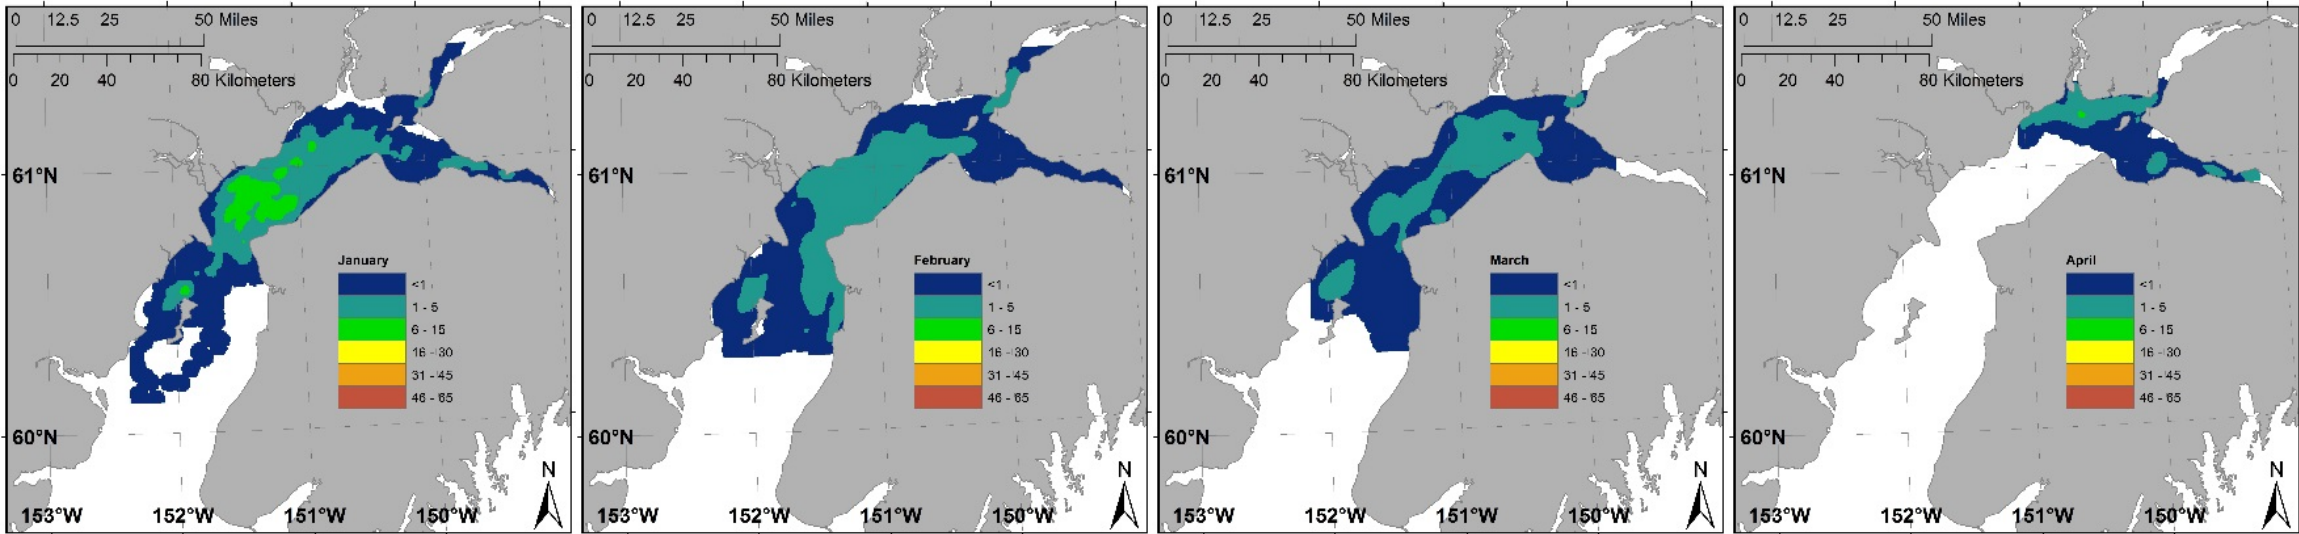 0 12.5 25 50 Miles
0 20 40 80 Kilometers
61°N
January
<1
1 - 5
6 - 15
16 - 30
31 - 45
46 - 65
60°N
N
153°W 152°W 151°W 150°W
0 12.5 25 50 Miles
0 20 40 80 Kilometers
61°N
February
<1
1 - 5
6 - 15
16 - 30
31 - 45
46 - 65
60°N
N
153°W 152°W 151°W 150°W
0 12.5 25 50 Miles
0 20 40 80 Kilometers
61°N
March
<1
1 - 5
6 - 15
16 - 30
31 - 45
46 - 65
60°N
N
153°W 152°W 151°W 150°W
0 12.5 25 50 Miles
0 20 40 80 Kilometers
61°N
April
<1
1 - 5
6 - 15
16 - 30
31 - 45
46 - 65
60°N
N
153°W 152°W 151°W 150°W